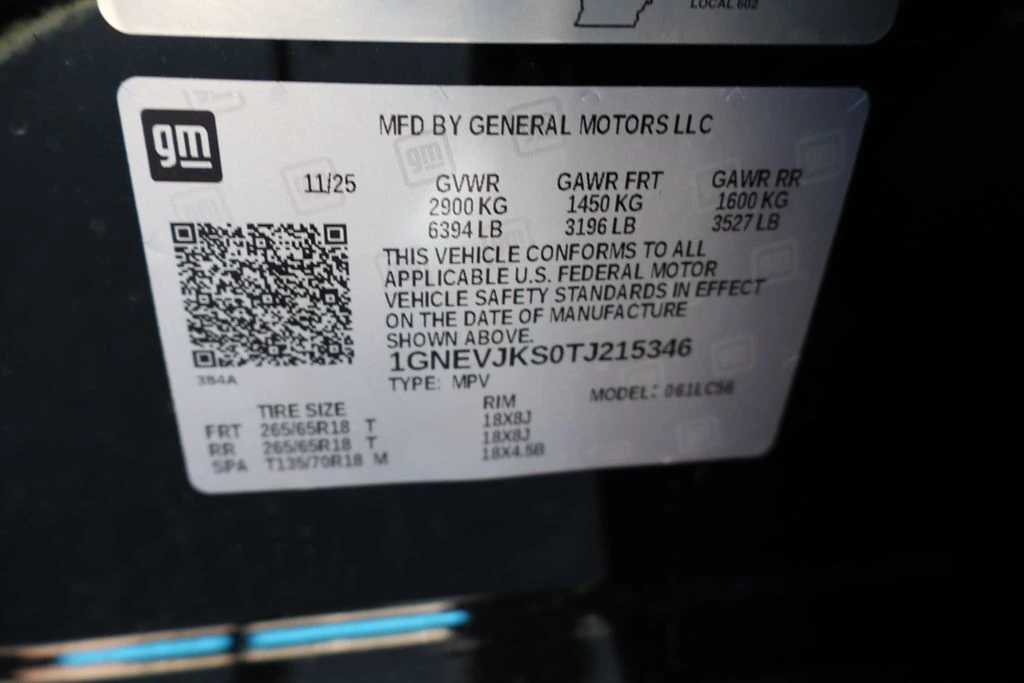 LOCAL 602
gm
MFD BY GENERAL MOTORS LLC
11/25 GVWR GAWR FRT GAWR RR
2900 KG 1450 KG 1600 KG
6394 LB 3196 LB 3527 LB
THIS VEHICLE CONFORMS TO ALL
APPLICABLE U.S. FEDERAL MOTOR
VEHICLE SAFETY STANDARDS IN EFFECT
ON THE DATE OF MANUFACTURE
SHOWN ABOVE.
1GNEVJKS0TJ215346
384A
TYPE: MPV MODEL:
TIRE SIZE RIM
FRT 265/65R18 T 18X8J
RR 265/65R18 T 18X8J
SPA T135/70R18 M 18X4.5B